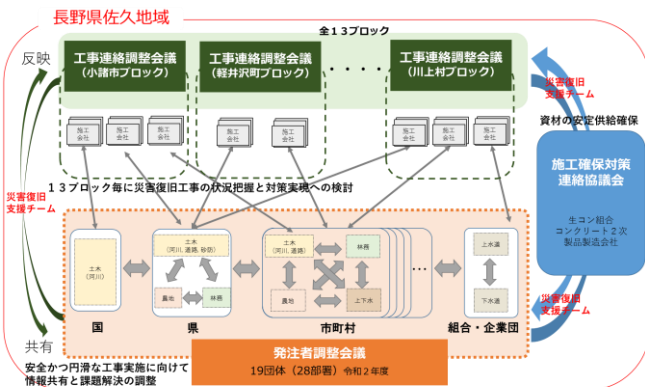 長野県佐久地域
全１３ブロック
反映
工事連絡調整会議
（小諸市ブロック）
工事連絡調整会議
（軽井沢町ブロック）
・・・・
工事連絡調整会議
（川上村ブロック）
災害復旧
支援チーム
施工
会社
施工
会社
施工
会社
施工
会社
施工
会社
施工
会社
施工
会社
施工
会社
資材の安定供給確保
施工確保対策
連絡協議会
生コン組合
コンクリート２次
製品製造会社
１３ブロック毎に災害復旧工事の状況把握と対策実現への検討
災害復旧
支援チーム
土木
（河川）
国
土木
（河川、道路、砂防）
農地
林務
県
土木
（河川、道路）
林務
農地
上下水
市町村
・・・
上水道
下水道
組合・企業団
災害復旧
支援チーム
共有
安全かつ円滑な工事実施に向けて
情報共有と課題解決の調整
発注者調整会議
19団体（28部署）令和２年度